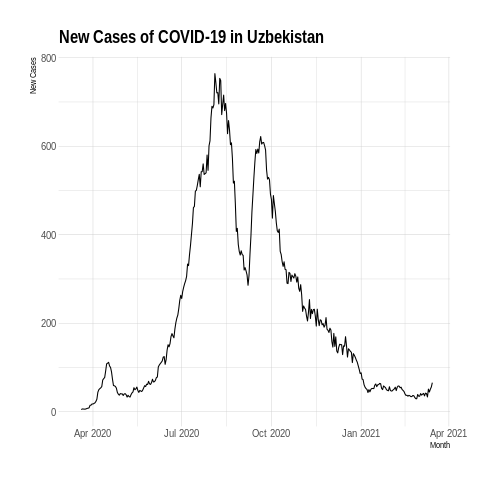 New Cases of COVID-19 in Uzbekistan
New Cases
800
600
400
200
0
Apr 2020
Jul 2020
Oct 2020
Jan 2021
Apr 2021
Month